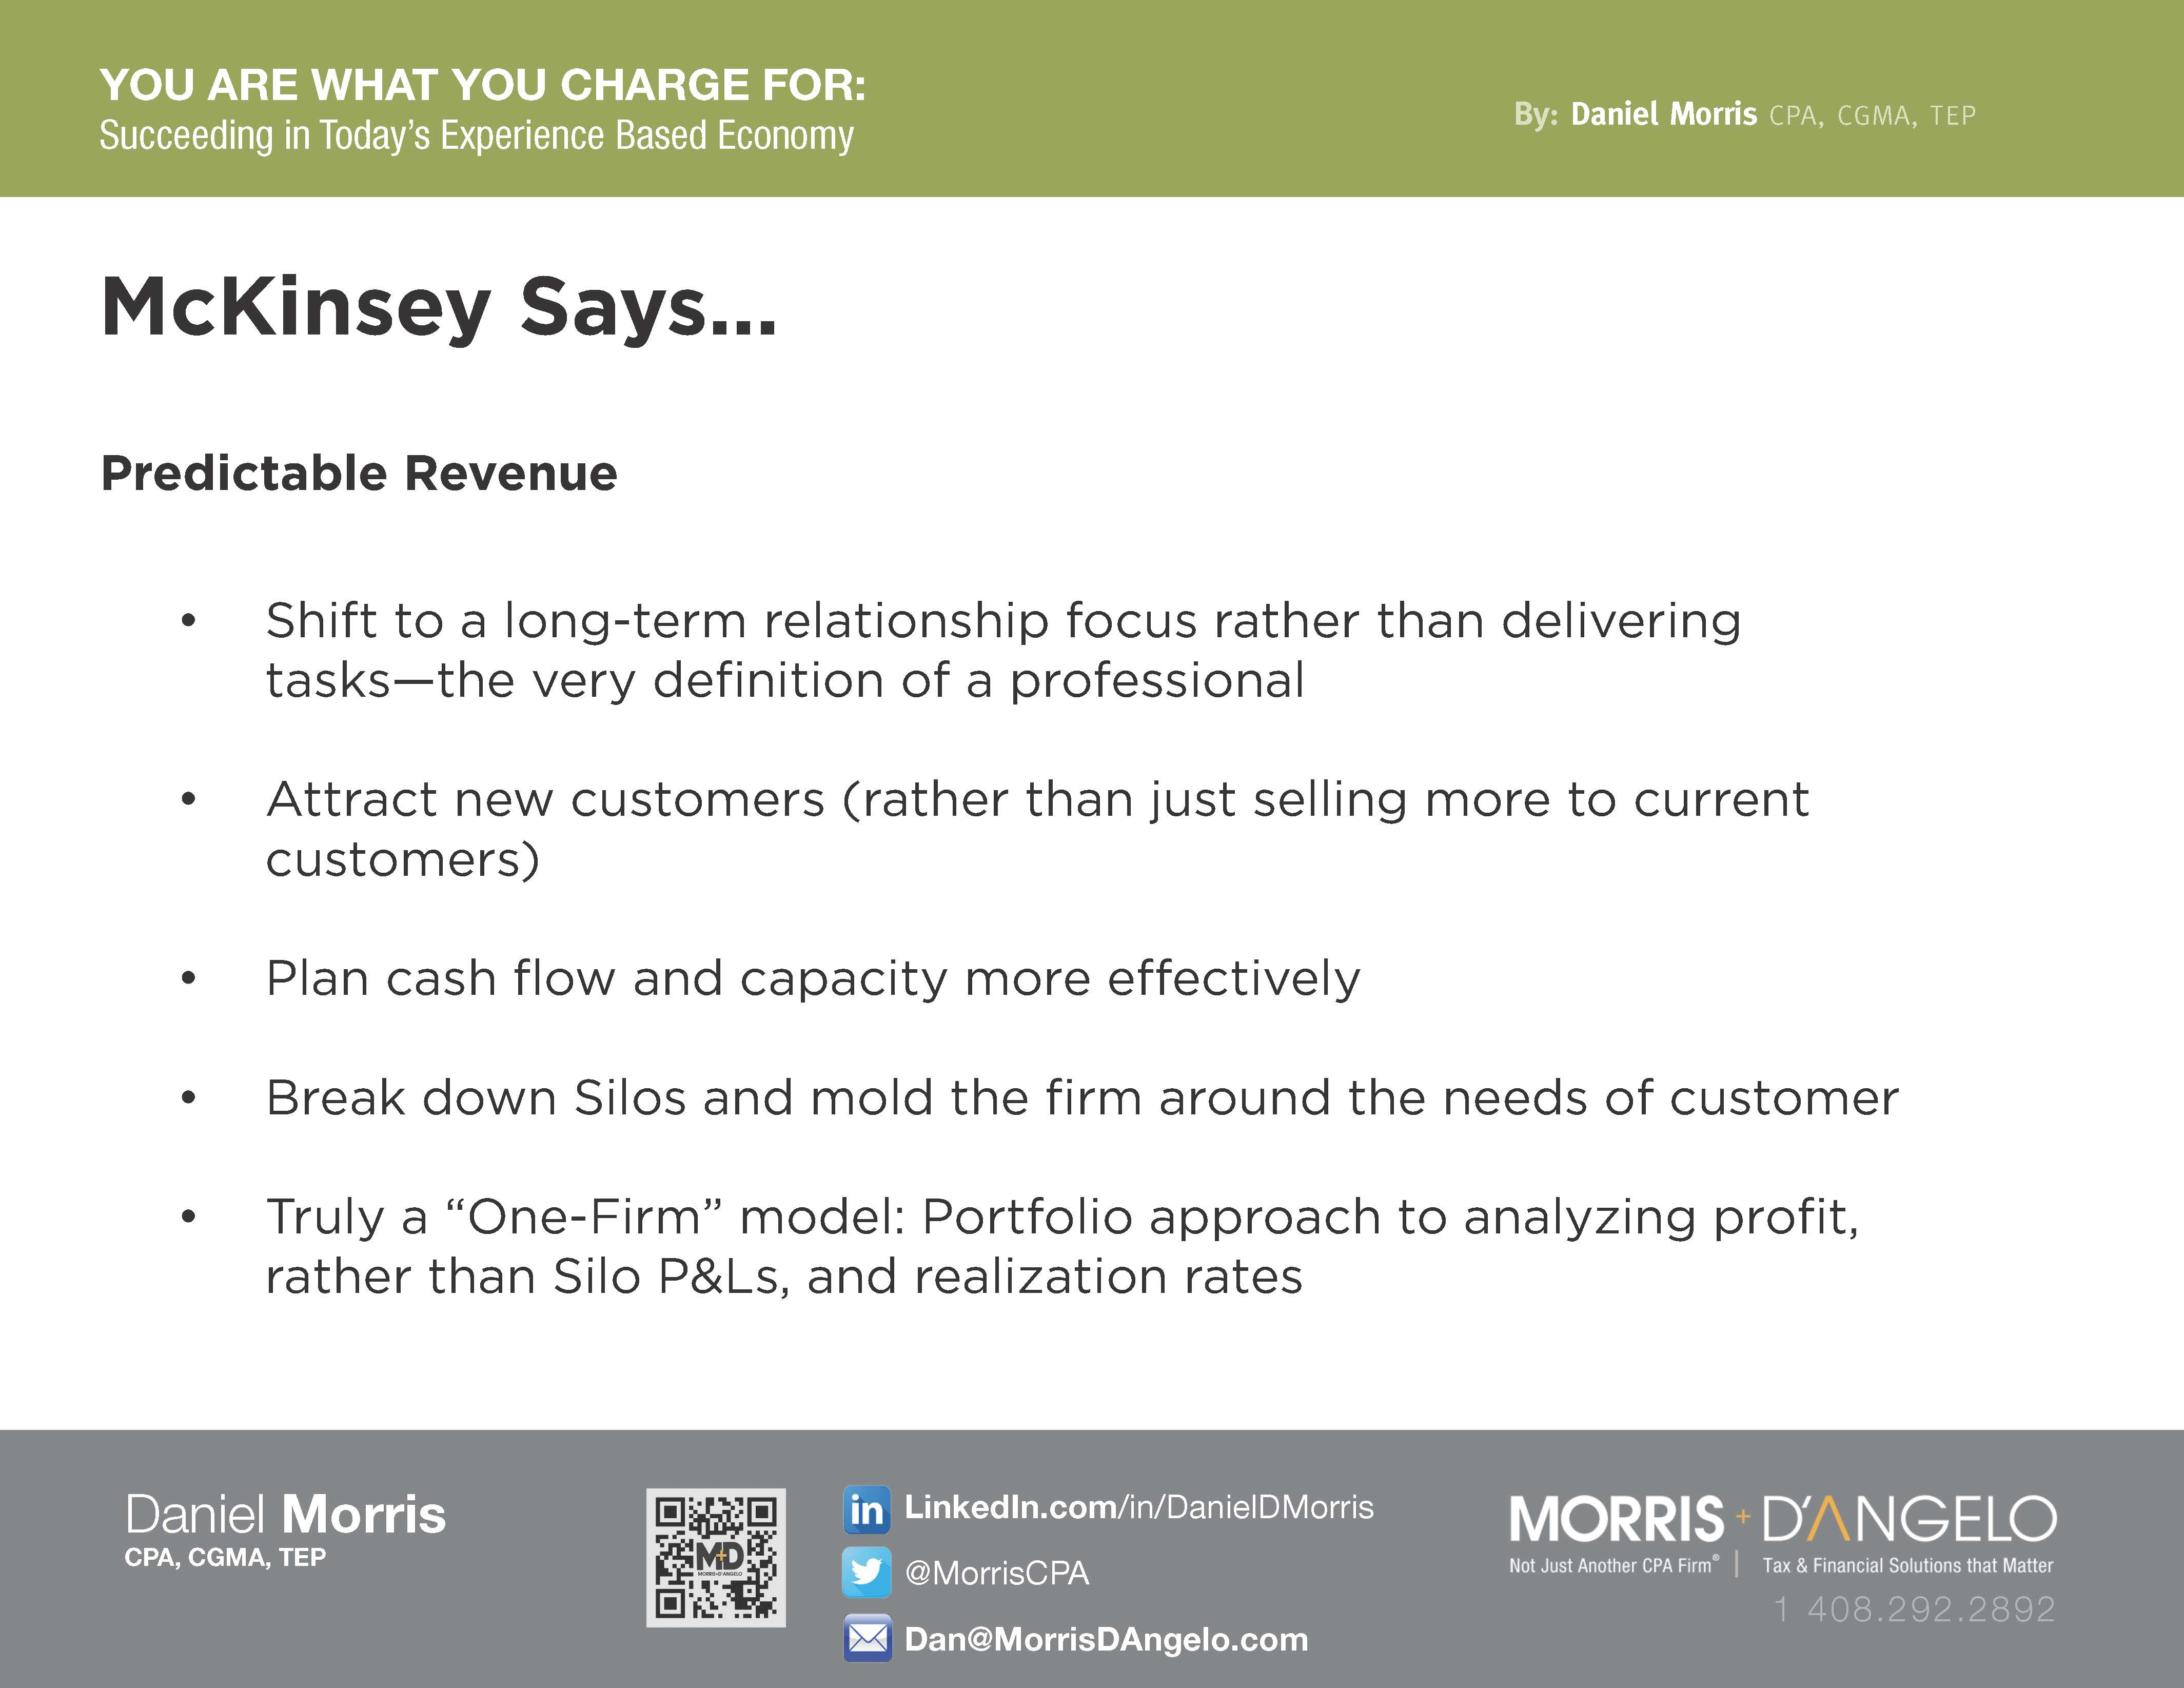 YOU ARE WHAT YOU CHARGE FOR:
Succeeding in Today’s Experience Based Economy
By: Daniel Morris CPA, CGMA, TEP
McKinsey Says...
Predictable Revenue
• Shift to a long-term relationship focus rather than delivering
tasks—the very definition of a professional
• Attract new customers (rather than just selling more to current
customers)
• Plan cash flow and capacity more effectively
• Break down Silos and mold the firm around the needs of customer
• Truly a “One-Firm” model: Portfolio approach to analyzing profit,
rather than Silo P&Ls, and realization rates
Daniel Morris
CPA, CGMA, TEP
M+D
MORRIS+D'ANGELO
in
LinkedIn.com/in/DanielDMorris
@MorrisCPA
Dan@MorrisDAngelo.com
MORRIS + D’ANGELO
Not Just Another CPA Firm® | Tax & Financial Solutions that Matter
1 408.292.2892